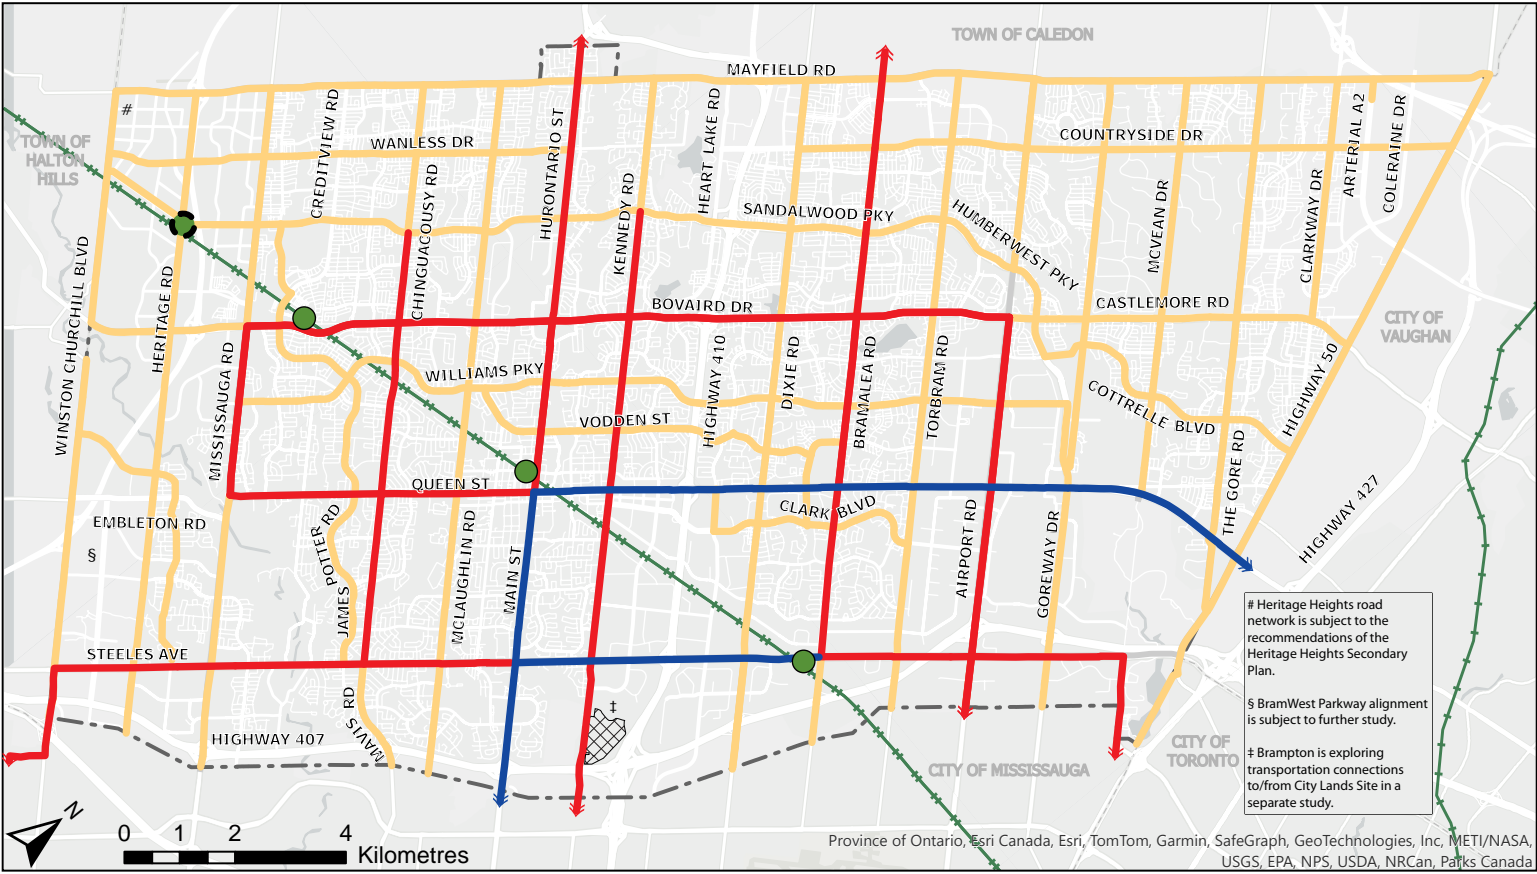 TOWN OF CALEDON
MAYFIELD RD
#
TOWN OF
HALTON
HILLS
WANLESS DR
COUNTRYSIDE DR
CREDITVIEW RD
CHINGUACOUSY RD
HURONTARIO ST
KENNEDY RD
HEART LAKE RD
SANDALWOOD PKY
HUMBERWEST PKY
MCVEAN DR
CLARKWAY DR
ARTERIAL A2
COLERAINE DR
WINSTON CHURCHILL BLVD
HERITAGE RD
MISSISSAUGA RD
BOVAIRD DR
CASTLEMORE RD
CITY OF
VAUGHAN
WILLIAMS PKY
VODDEN ST
HIGHWAY 410
DIXIE RD
BRAMALEA RD
TORBRAM RD
COTTRELLE BLVD
HIGHWAY 50
THE GORE RD
HIGHWAY 427
QUEEN ST
CLARK BLVD
EMBLETON RD
§
JAMES POTTER RD
MCLAUGHLIN RD
MAIN ST
AIRPORT RD
GOREWAY DR
STEELES AVE
MAVIS RD
HIGHWAY 407
‡
CITY OF MISSISSAUGA
CITY OF
TORONTO
# Heritage Heights road
network is subject to the
recommendations of the
Heritage Heights Secondary
Plan.
§ BramWest Parkway alignment
is subject to further study.
‡ Brampton is exploring
transportation connections
to/from City Lands Site in a
separate study.
N
0 1 2 4
Kilometres
Province of Ontario, Esri Canada, Esri, TomTom, Garmin, SafeGraph, GeoTechnologies, Inc, METI/NASA,
USGS, EPA, NPS, USDA, NRCan, Parks Canada